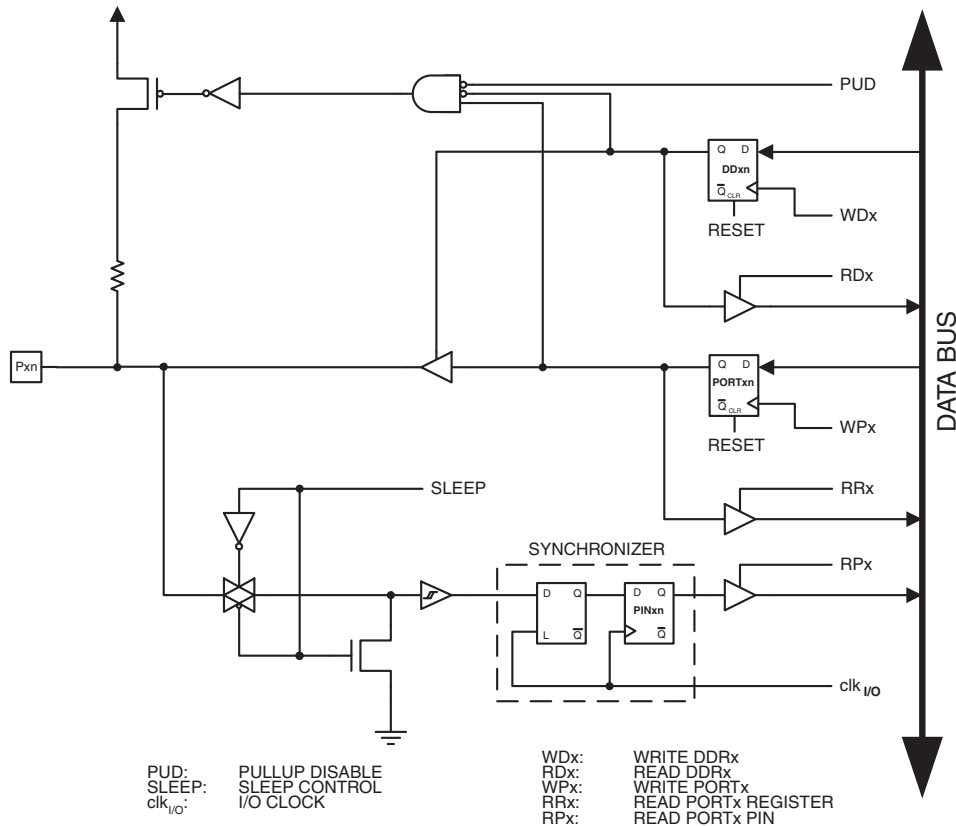 PUD
Q D
DDxn
Q CLR
WDx
RESET
RDx
Pxn
Q D
PORTxn
Q CLR
WPx
RESET
DATA BUS
SLEEP
RRx
SYNCHRONIZER
RPx
D Q
L Q
D Q
PINxn
Q
clk I/O
PUD: PULLUP DISABLE
SLEEP: SLEEP CONTROL
clkI/O: I/O CLOCK
WDx: WRITE DDRx
RDx: READ DDRx
WPx: WRITE PORTx
RRx: READ PORTx REGISTER
RPx: READ PORTx PIN